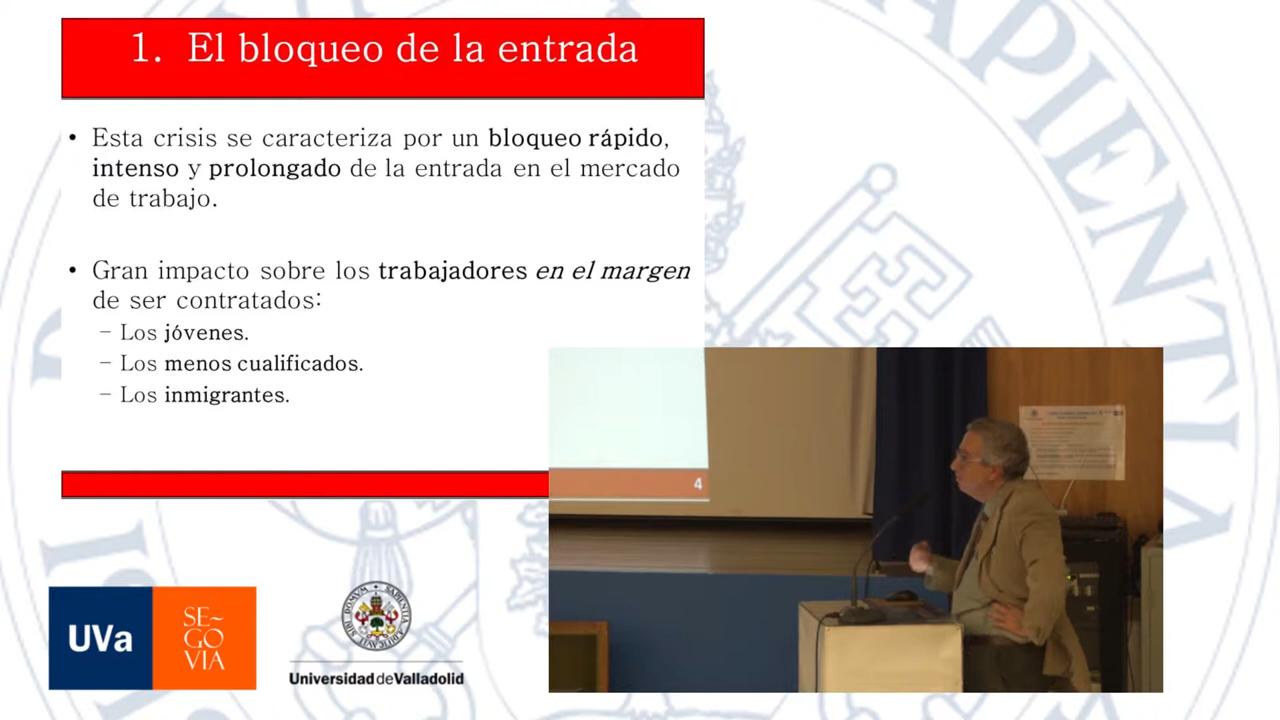 1. El bloqueo de la entrada
• Esta crisis se caracteriza por un bloqueo rápido,
intenso y prolongado de la entrada en el mercado
de trabajo.
• Gran impacto sobre los trabajadores en el margen
de ser contratados:
– Los jóvenes.
– Los menos cualificados.
– Los inmigrantes.
4
UVa
SE~
GO
VIA
Universidad de Valladolid